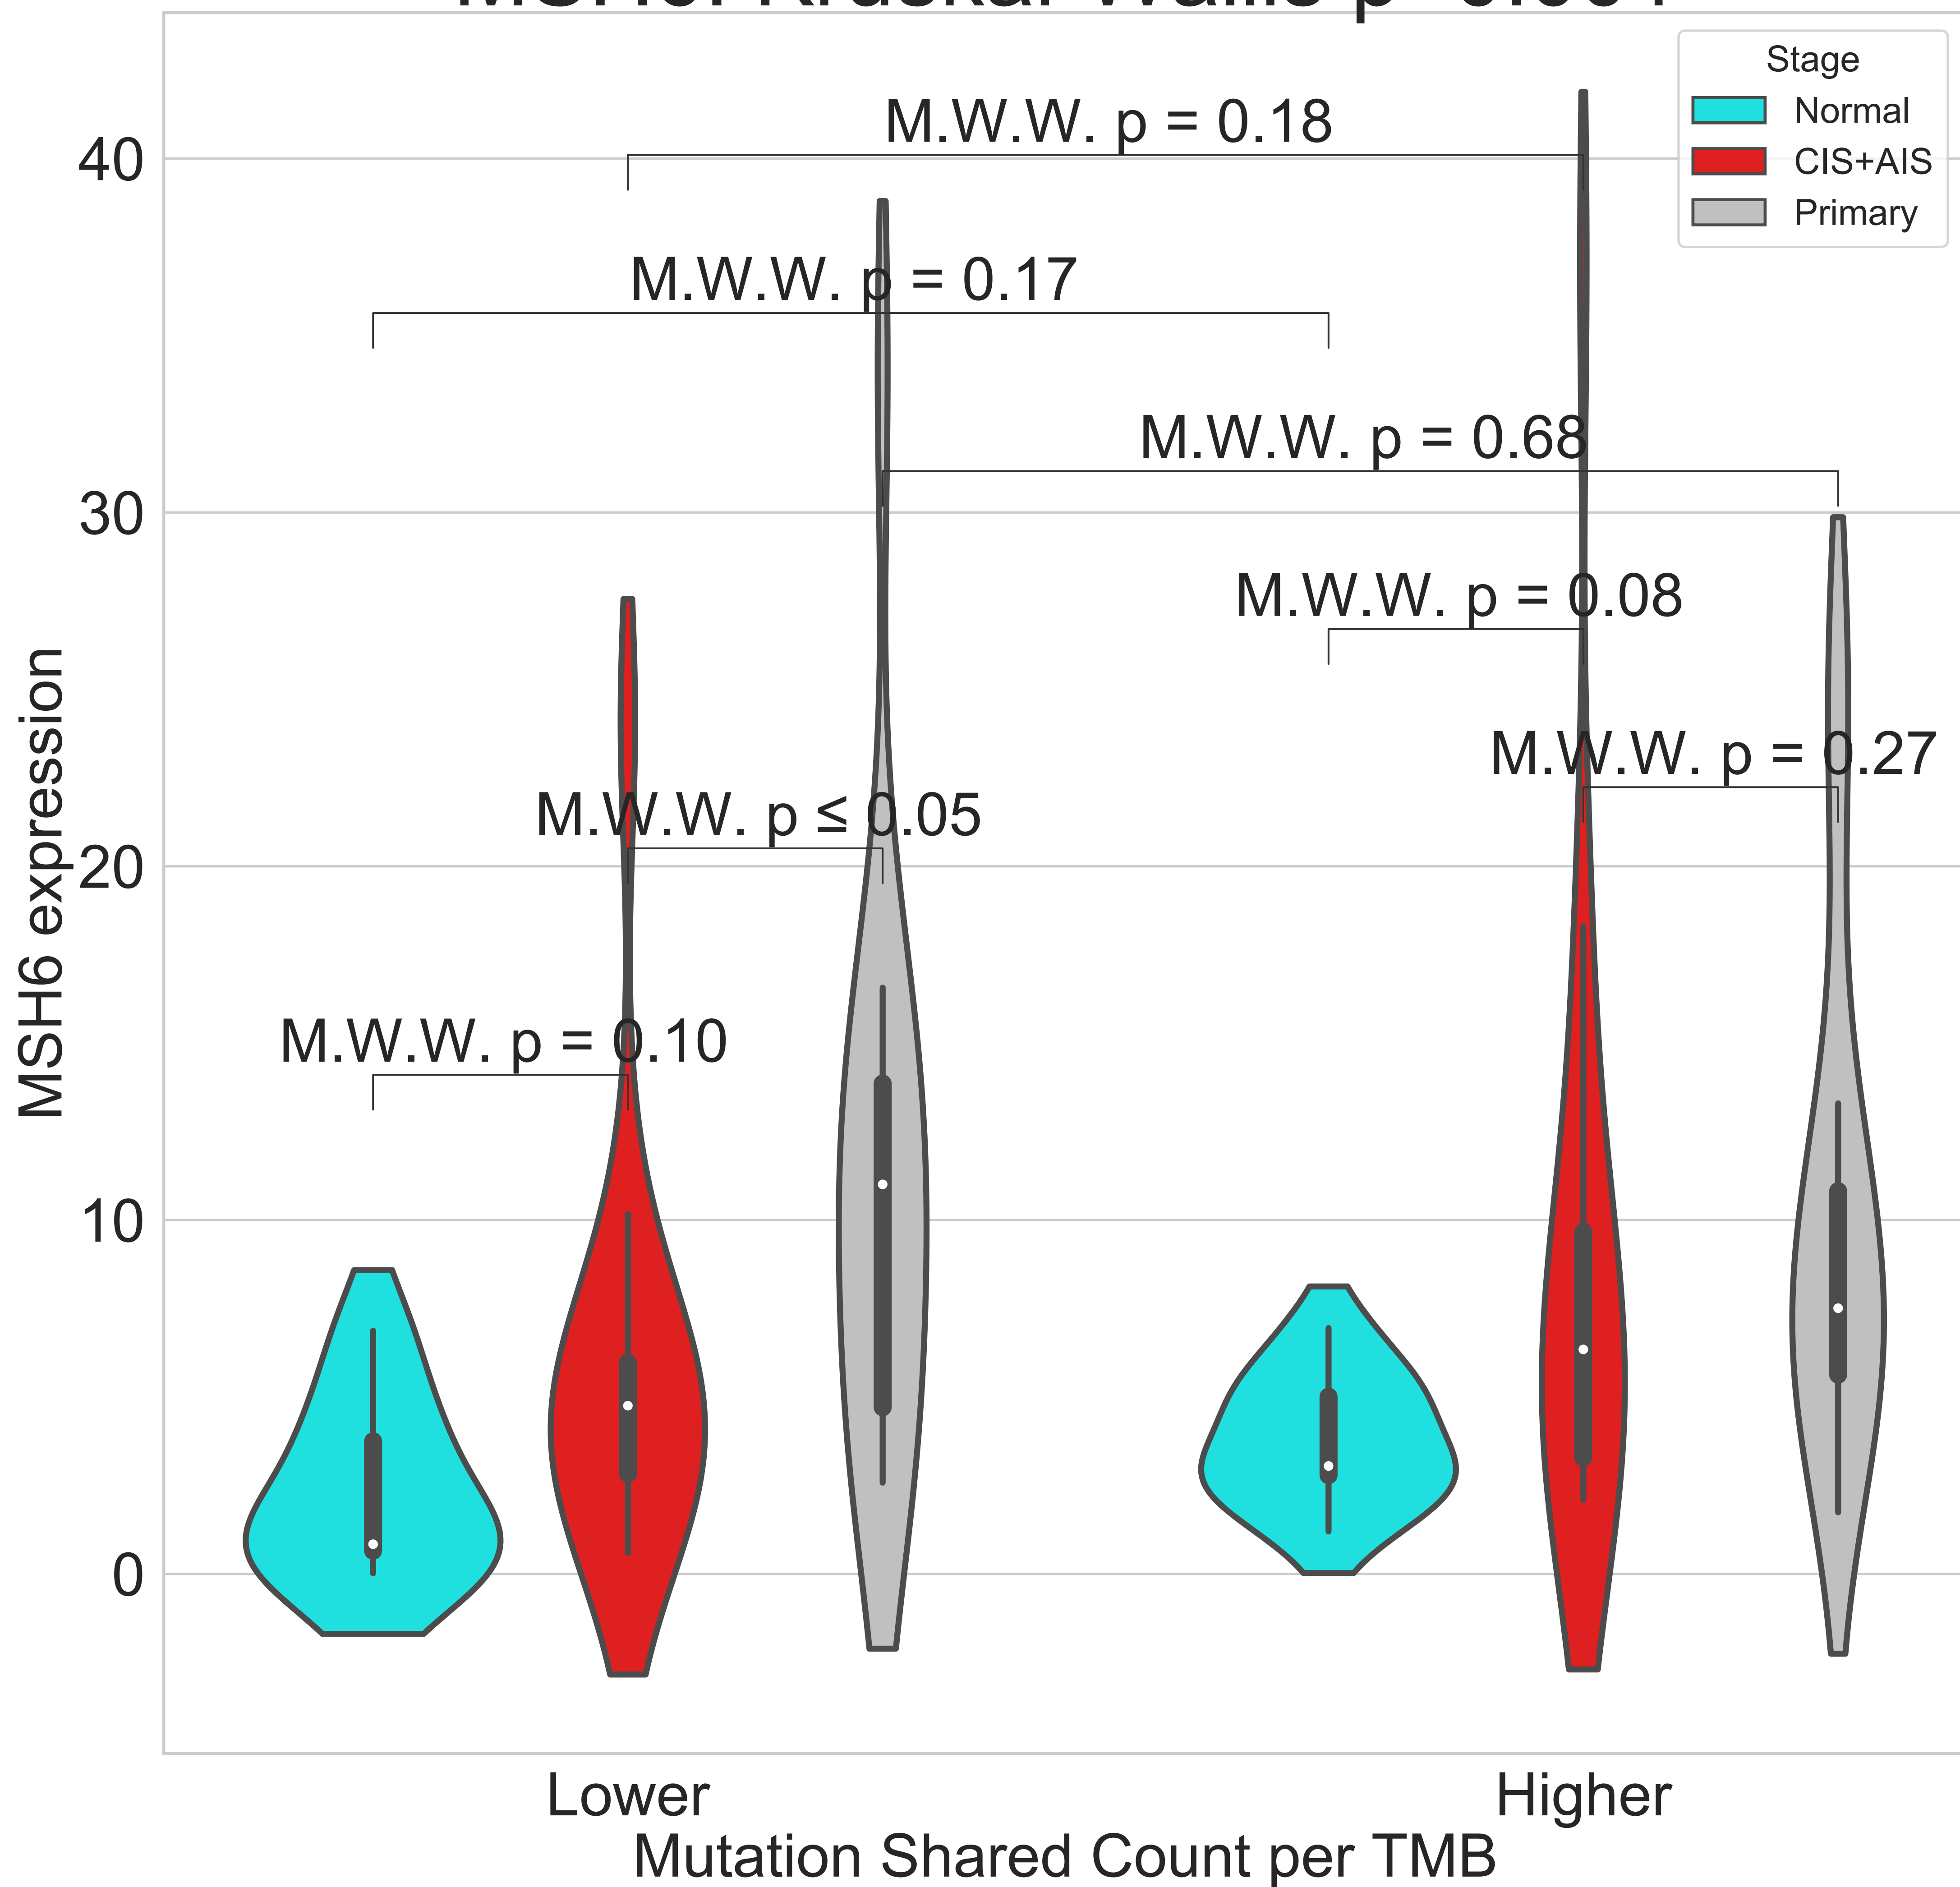 Stage
Normal
CIS+AIS
Primary
M.W.W. p = 0.18
40
M.W.W. p = 0.17
M.W.W. p = 0.68
30
M.W.W. p = 0.08
M.W.W. p = 0.27
M.W.W. p ≤ 0.05
20
MSH6 expression
M.W.W. p = 0.10
10
0
Lower
Higher
Mutation Shared Count per TMB